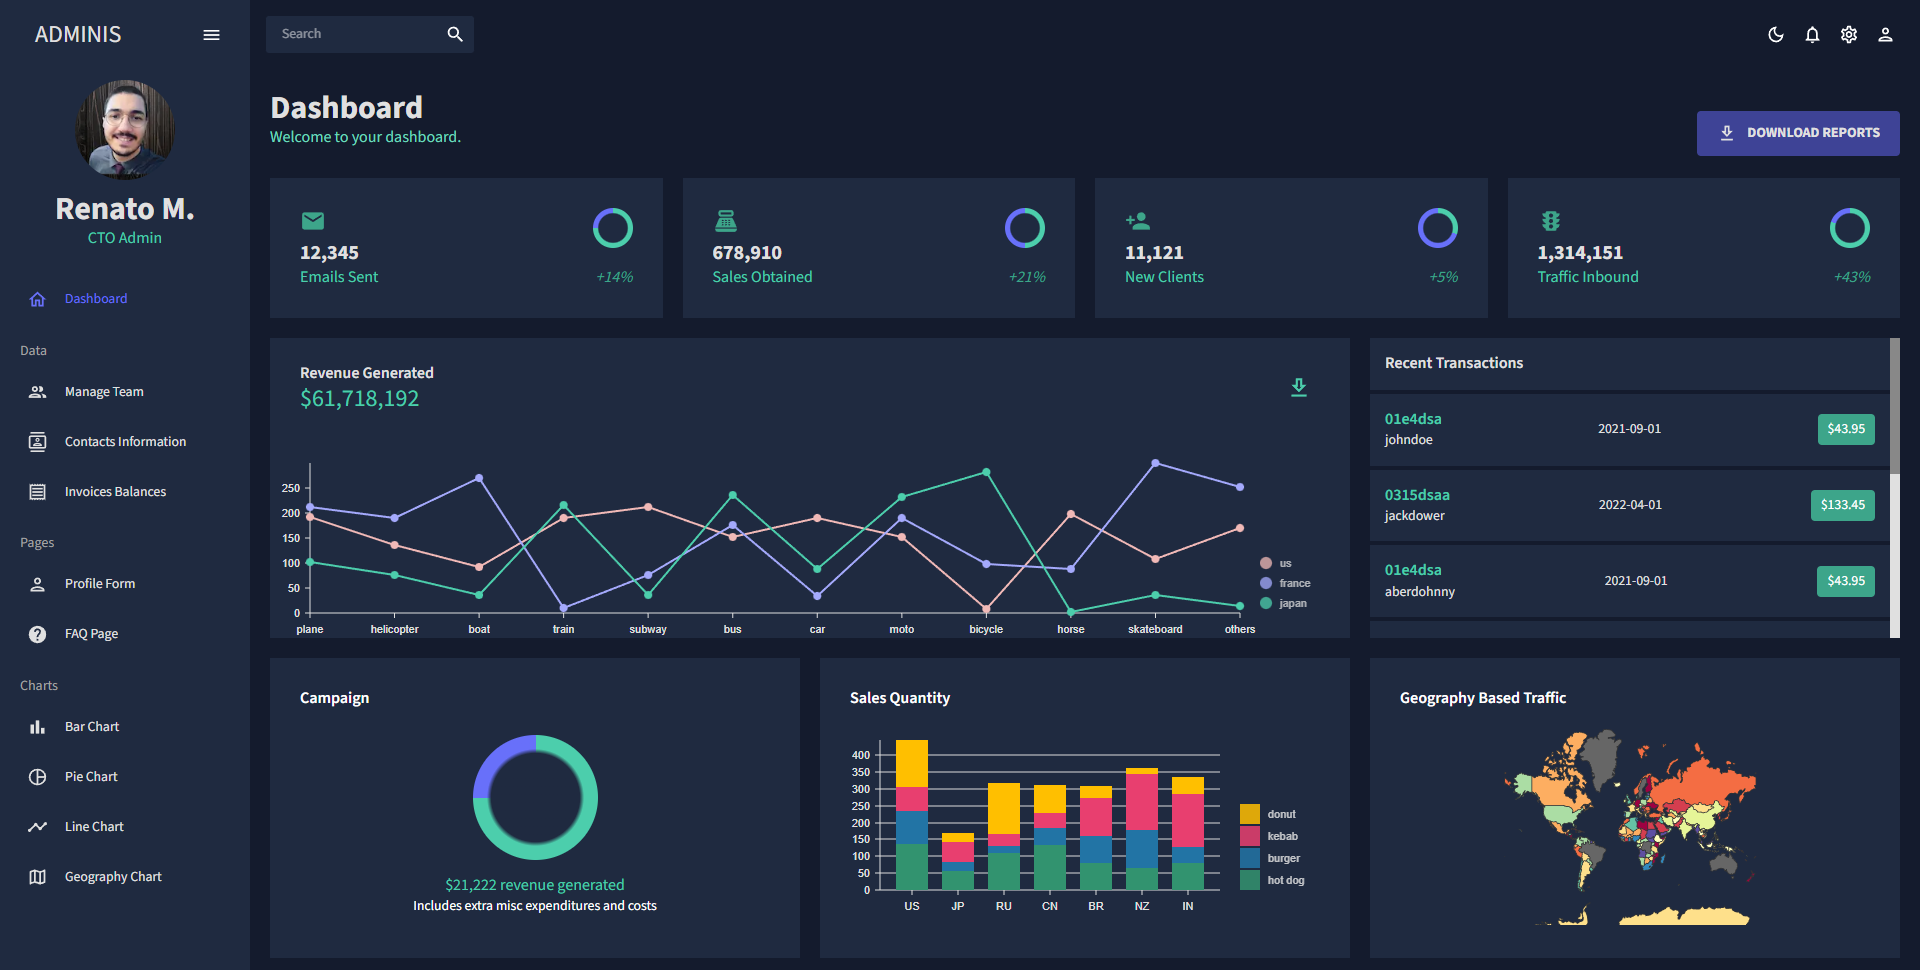 ADMINIS
Search
Renato M.
CTO Admin
Dashboard
Data
Manage Team
Contacts Information
Invoices Balances
Pages
Profile Form
FAQ Page
Charts
Bar Chart
Pie Chart
Line Chart
Geography Chart
Dashboard
Welcome to your dashboard.
DOWNLOAD REPORTS
12,345
Emails Sent
+14%
678,910
Sales Obtained
+21%
11,121
New Clients
+5%
1,314,151
Traffic Inbound
+43%
Revenue Generated
$61,718,192
250
200
150
100
50
0
plane helicopter boat train subway bus car moto bicycle horse skateboard others
us
france
japan
Recent Transactions
01e4dsa
johndoe
2021-09-01
$43.95
0315dsaa
jackdower
2022-04-01
$133.45
01e4dsa
aberdohnny
2021-09-01
$43.95
Campaign
$21,222 revenue generated
Includes extra misc expenditures and costs
Sales Quantity
400
350
300
250
200
150
100
50
0
US JP RU CN BR NZ IN
donut
kebab
burger
hot dog
Geography Based Traffic